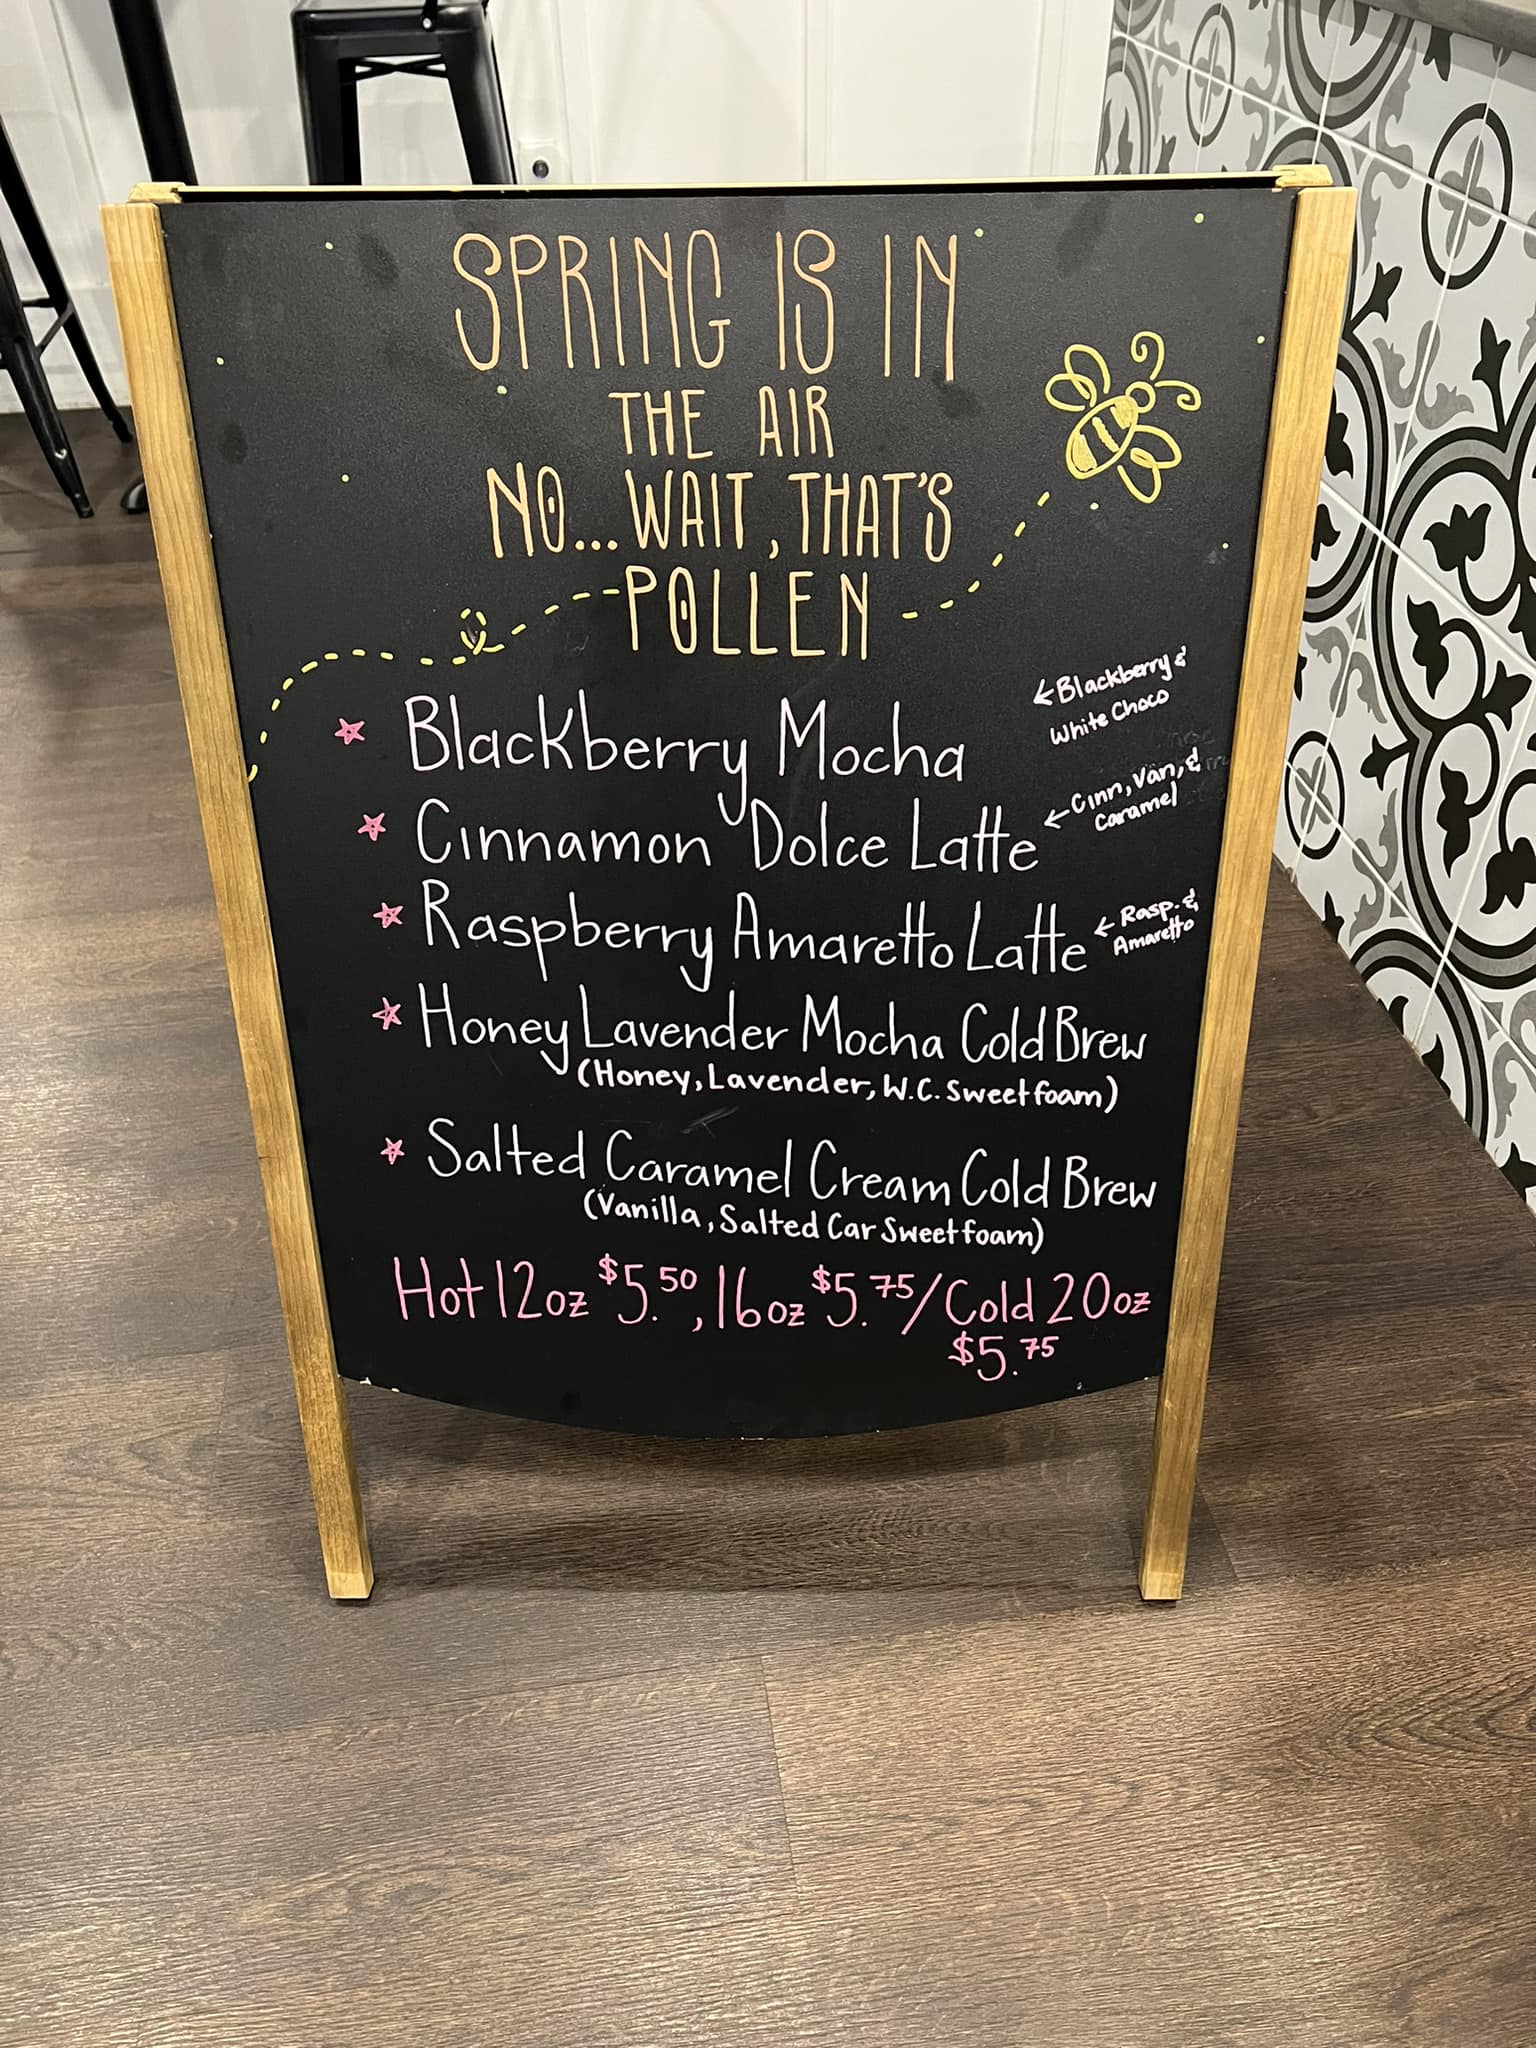 SPRING IS IN
THE AIR
NO... WAIT, THAT'S
POLLEN
Blackberry Mocha
←Blackberry &
White Choco
Cinnamon Dolce Latte
←Cinn, Van, &
Caramel
Raspberry Amaretto Latte
←Rasp. &
Amaretto
Honey Lavender Mocha Cold Brew
(Honey, Lavender, W.C. Sweetfoam)
Salted Caramel Cream Cold Brew
(Vanilla, Salted Car Sweetfoam)
Hot 12oz $5.50, 16oz $5.75/Cold 20oz
$5.75